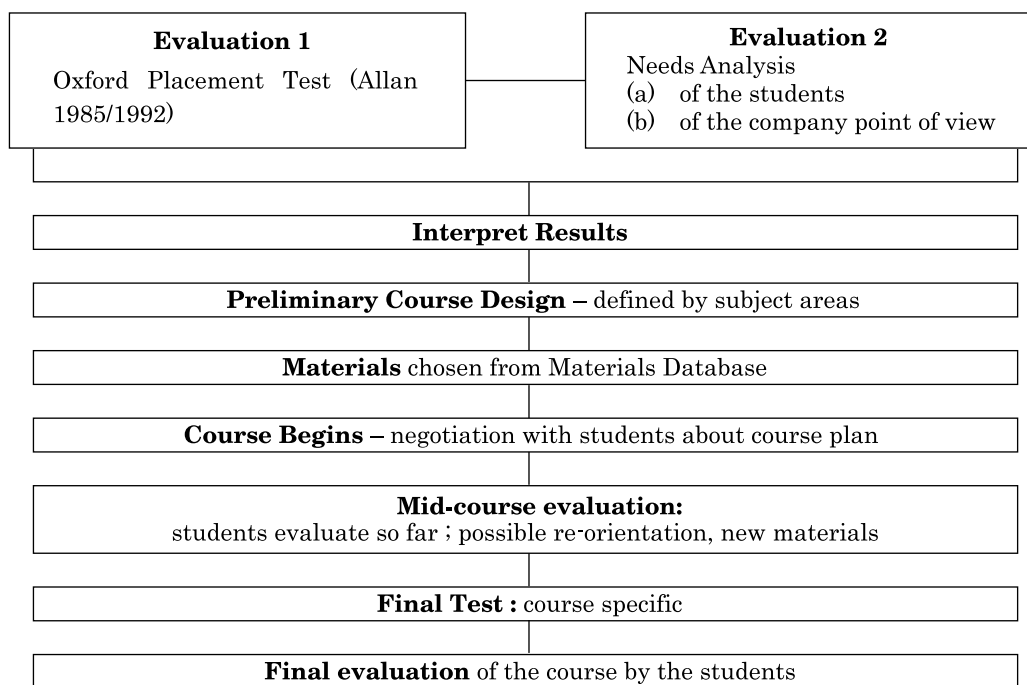 Evaluation 1
Oxford Placement Test (Allan
1985/1992)
Evaluation 2
Needs Analysis
(a) of the students
(b) of the company point of view
Interpret Results
Preliminary Course Design – defined by subject areas
Materials chosen from Materials Database
Course Begins – negotiation with students about course plan
Mid-course evaluation:
students evaluate so far ; possible re-orientation, new materials
Final Test : course specific
Final evaluation of the course by the students